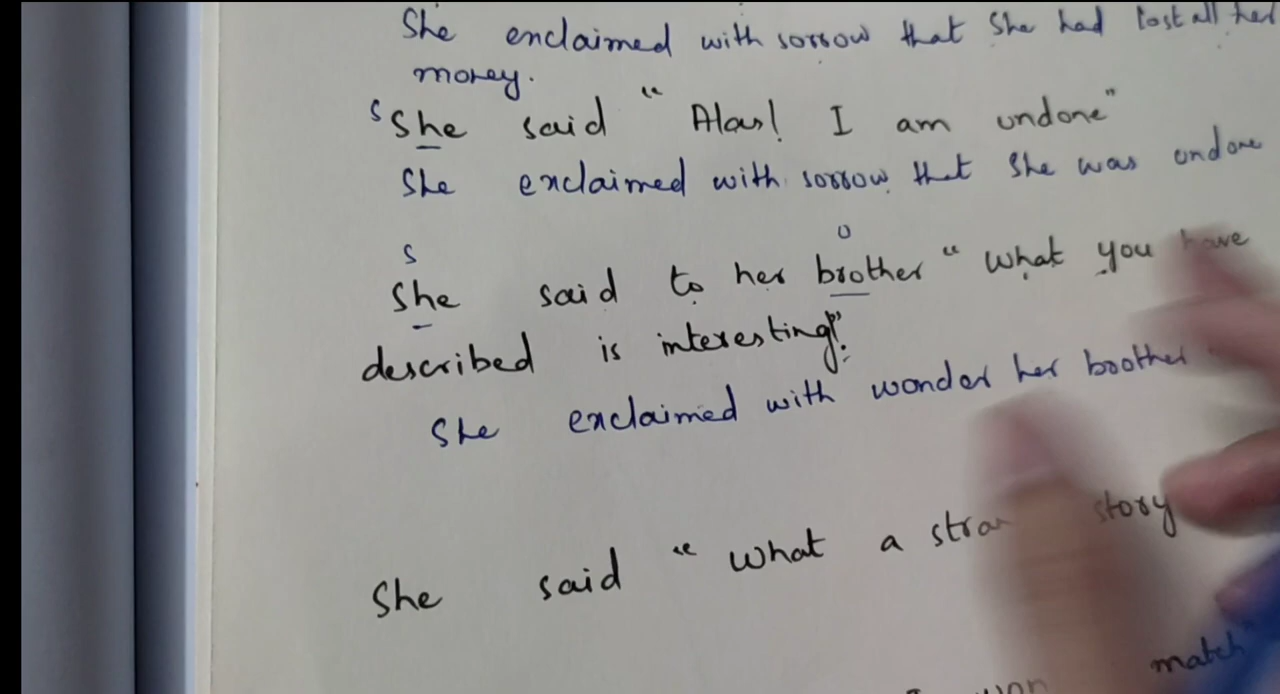 She enclaimed with sorrow that She had lost all her
money.
S She said " Alas! I am undone"
She exclaimed with sorrow that She was undone
S O
She said to her brother " what you have
described is interesting!"
She exclaimed with wonder her brother
She said " what a story
match